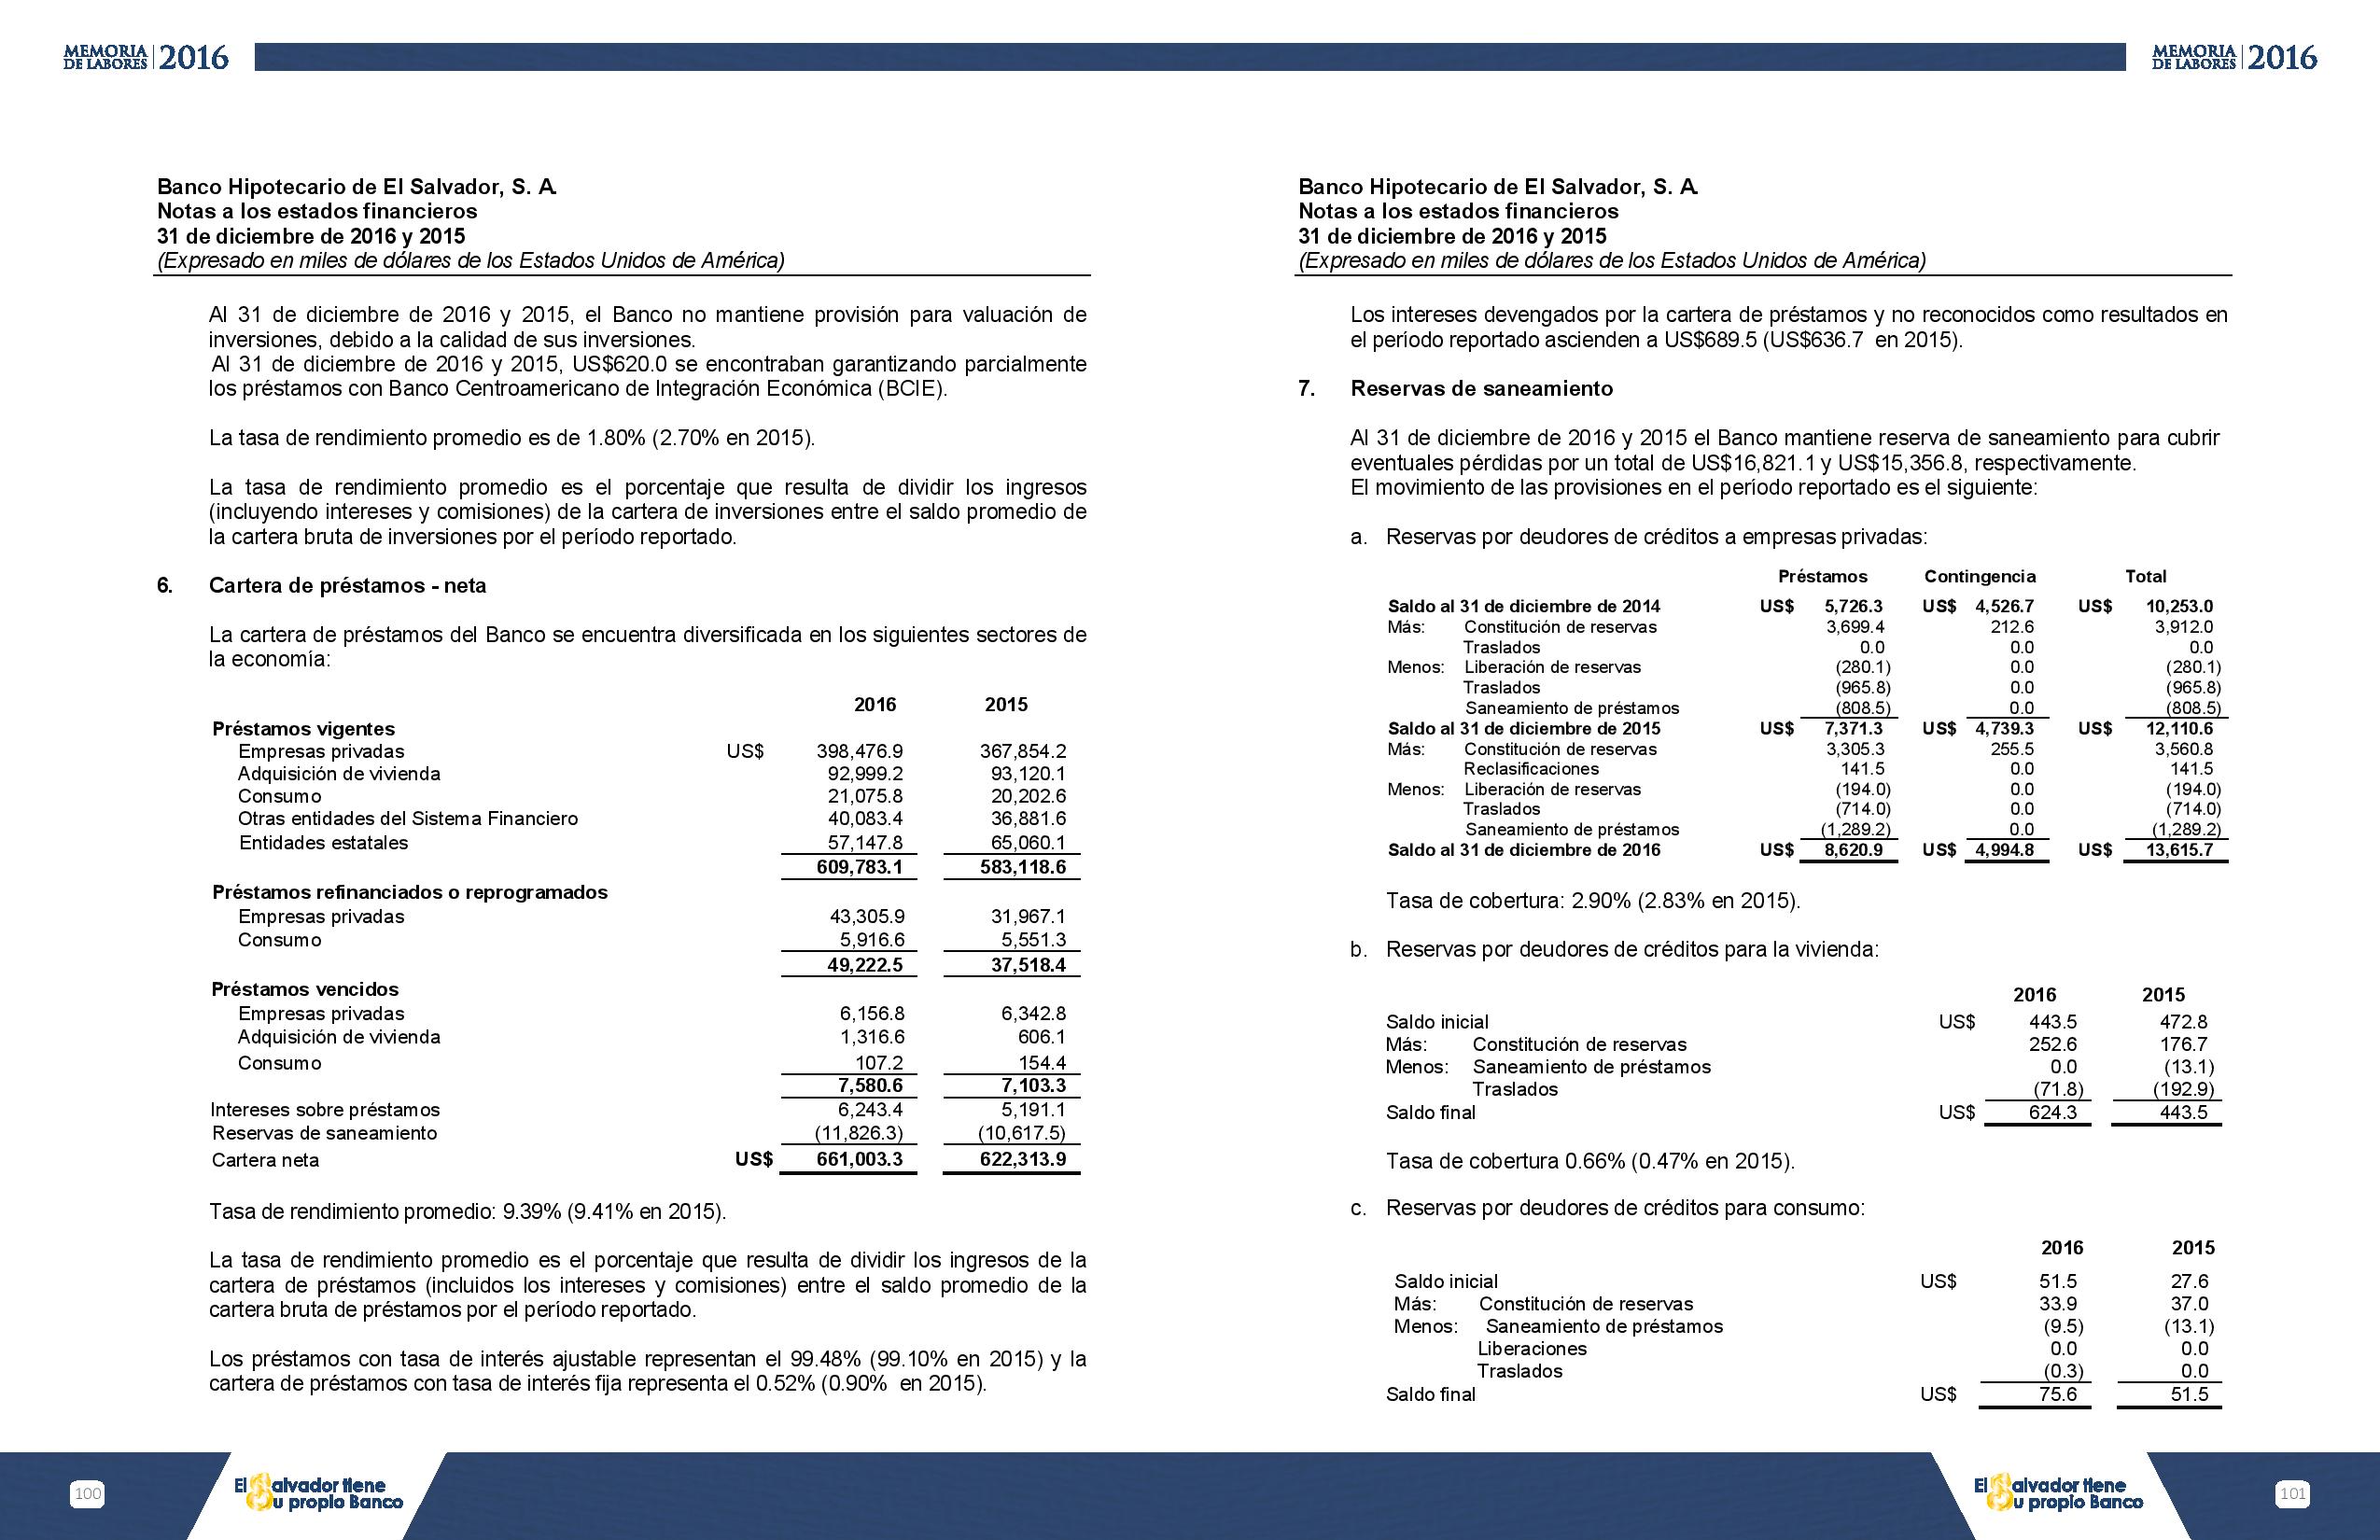 MEMORIA DE LABORES 2016
MEMORIA DE LABORES 2016
Banco Hipotecario de El Salvador, S. A.
Notas a los estados financieros
31 de diciembre de 2016 y 2015
(Expresado en miles de dólares de los Estados Unidos de América)
Al 31 de diciembre de 2016 y 2015, el Banco no mantiene provisión para valuación de
inversiones, debido a la calidad de sus inversiones.
Al 31 de diciembre de 2016 y 2015, US$620.0 se encontraban garantizando parcialmente
los préstamos con Banco Centroamericano de Integración Económica (BCIE).
La tasa de rendimiento promedio es de 1.80% (2.70% en 2015).
La tasa de rendimiento promedio es el porcentaje que resulta de dividir los ingresos
(incluyendo intereses y comisiones) de la cartera de inversiones entre el saldo promedio de
la cartera bruta de inversiones por el período reportado.
6. Cartera de préstamos - neta
La cartera de préstamos del Banco se encuentra diversificada en los siguientes sectores de
la economía:
2016 2015
Préstamos vigentes
Empresas privadas US$ 398,476.9 367,854.2
Adquisición de vivienda 92,999.2 93,120.1
Consumo 21,075.8 20,202.6
Otras entidades del Sistema Financiero 40,083.4 36,881.6
Entidades estatales 57,147.8 65,060.1
609,783.1 583,118.6
Préstamos refinanciados o reprogramados
Empresas privadas 43,305.9 31,967.1
Consumo 5,916.6 5,551.3
49,222.5 37,518.4
Préstamos vencidos
Empresas privadas 6,156.8 6,342.8
Adquisición de vivienda 1,316.6 606.1
Consumo 107.2 154.4
7,580.6 7,103.3
Intereses sobre préstamos 6,243.4 5,191.1
Reservas de saneamiento (11,826.3) (10,617.5)
Cartera neta US$ 661,003.3 622,313.9
Tasa de rendimiento promedio: 9.39% (9.41% en 2015).
La tasa de rendimiento promedio es el porcentaje que resulta de dividir los ingresos de la
cartera de préstamos (incluidos los intereses y comisiones) entre el saldo promedio de la
cartera bruta de préstamos por el período reportado.
Los préstamos con tasa de interés ajustable representan el 99.48% (99.10% en 2015) y la
cartera de préstamos con tasa de interés fija representa el 0.52% (0.90% en 2015).
100
El Salvador tiene
Su propio Banco
Banco Hipotecario de El Salvador, S. A.
Notas a los estados financieros
31 de diciembre de 2016 y 2015
(Expresado en miles de dólares de los Estados Unidos de América)
Los intereses devengados por la cartera de préstamos y no reconocidos como resultados en
el período reportado ascienden a US$689.5 (US$636.7 en 2015).
7. Reservas de saneamiento
Al 31 de diciembre de 2016 y 2015 el Banco mantiene reserva de saneamiento para cubrir
eventuales pérdidas por un total de US$16,821.1 y US$15,356.8, respectivamente.
El movimiento de las provisiones en el período reportado es el siguiente:
a. Reservas por deudores de créditos a empresas privadas:
Préstamos Contingencia Total
Saldo al 31 de diciembre de 2014 US$ 5,726.3 US$ 4,526.7 US$ 10,253.0
Más: Constitución de reservas 3,699.4 212.6 3,912.0
Traslados 0.0 0.0 0.0
Menos: Liberación de reservas (280.1) 0.0 (280.1)
Traslados (965.8) 0.0 (965.8)
Saneamiento de préstamos (808.5) 0.0 (808.5)
Saldo al 31 de diciembre de 2015 US$ 7,371.3 US$ 4,739.3 US$ 12,110.6
Más: Constitución de reservas 3,305.3 255.5 3,560.8
Reclasificaciones 141.5 0.0 141.5
Menos: Liberación de reservas (194.0) 0.0 (194.0)
Traslados (714.0) 0.0 (714.0)
Saneamiento de préstamos (1,289.2) 0.0 (1,289.2)
Saldo al 31 de diciembre de 2016 US$ 8,620.9 US$ 4,994.8 US$ 13,615.7
Tasa de cobertura: 2.90% (2.83% en 2015).
b. Reservas por deudores de créditos para la vivienda:
2016 2015
Saldo inicial US$ 443.5 472.8
Más: Constitución de reservas 252.6 176.7
Menos: Saneamiento de préstamos 0.0 (13.1)
Traslados (71.8) (192.9)
Saldo final US$ 624.3 443.5
Tasa de cobertura 0.66% (0.47% en 2015).
c. Reservas por deudores de créditos para consumo:
2016 2015
Saldo inicial US$ 51.5 27.6
Más: Constitución de reservas 33.9 37.0
Menos: Saneamiento de préstamos (9.5) (13.1)
Liberaciones 0.0 0.0
Traslados (0.3) 0.0
Saldo final US$ 75.6 51.5
El Salvador tiene
Su propio Banco
101